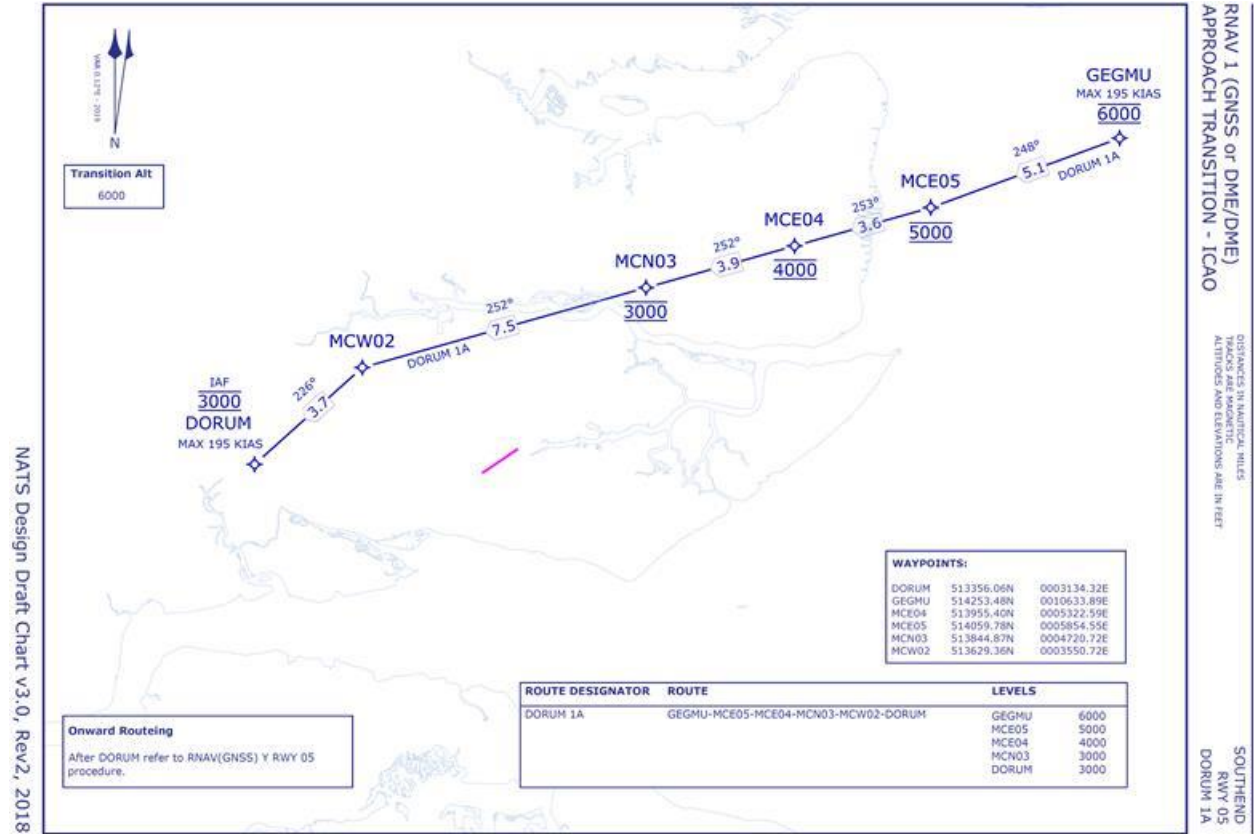 RNAV 1 (GNSS or DME/DME)
APPROACH TRANSITION - ICAO
DISTANCES IN NAUTICAL MILES
TRACKS ARE MAGNETIC
ALTITUDES AND ELEVATIONS ARE IN FEET
SOUTHEND
RWY 05
DORUM 1A
VAR 0.12°E - 2019
N
Transition Alt
6000
GEGMU
MAX 195 KIAS
6000
248°
5.1
DORUM 1A
MCE05
5000
253°
3.6
MCE04
4000
252°
3.9
MCN03
3000
252°
7.5
DORUM 1A
MCW02
226°
3.7
IAF
3000
DORUM
MAX 195 KIAS
WAYPOINTS:
DORUM 513356.06N 0003134.32E
GEGMU 514253.48N 0010633.89E
MCE04 513955.40N 0005322.59E
MCE05 514059.78N 0005854.55E
MCN03 513844.87N 0004720.72E
MCW02 513629.36N 0003550.72E
ROUTE DESIGNATOR ROUTE LEVELS
DORUM 1A GEGMU-MCE05-MCE04-MCN03-MCW02-DORUM GEGMU 6000
MCE05 5000
MCE04 4000
MCN03 3000
DORUM 3000
Onward Routeing
After DORUM refer to RNAV(GNSS) Y RWY 05
procedure.
NATS Design Draft Chart v3.0, Rev2, 2018